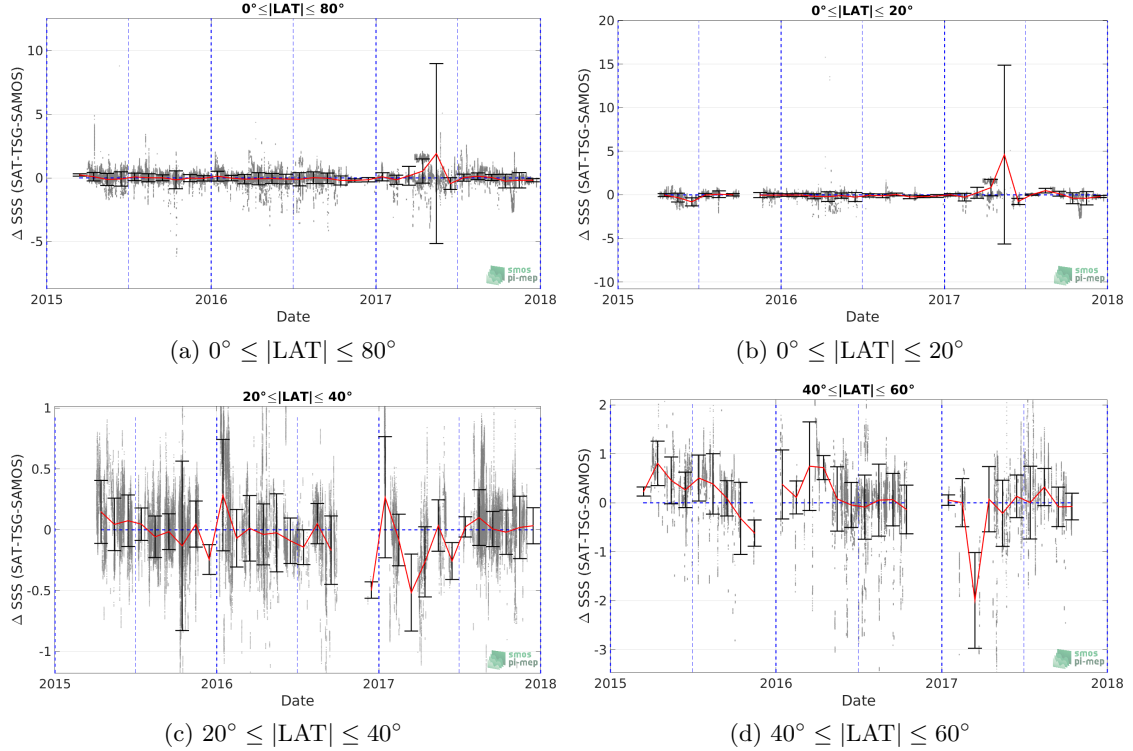 0°≤|LAT|≤ 80°
Δ SSS (SAT-TSG-SAMOS)
10
5
0
-5
2015
2016
2017
2018
Date
smos
pi-mep
(a) 0° ≤ |LAT| ≤ 80°
0°≤|LAT|≤ 20°
Δ SSS (SAT-TSG-SAMOS)
20
15
10
5
0
-5
-10
2015
2016
2017
2018
Date
smos
pi-mep
(b) 0° ≤ |LAT| ≤ 20°
20°≤|LAT|≤ 40°
Δ SSS (SAT-TSG-SAMOS)
1
0.5
0
-0.5
-1
2015
2016
2017
2018
Date
smos
pi-mep
(c) 20° ≤ |LAT| ≤ 40°
40°≤|LAT|≤ 60°
Δ SSS (SAT-TSG-SAMOS)
2
1
0
-1
-2
-3
2015
2016
2017
2018
Date
smos
pi-mep
(d) 40° ≤ |LAT| ≤ 60°